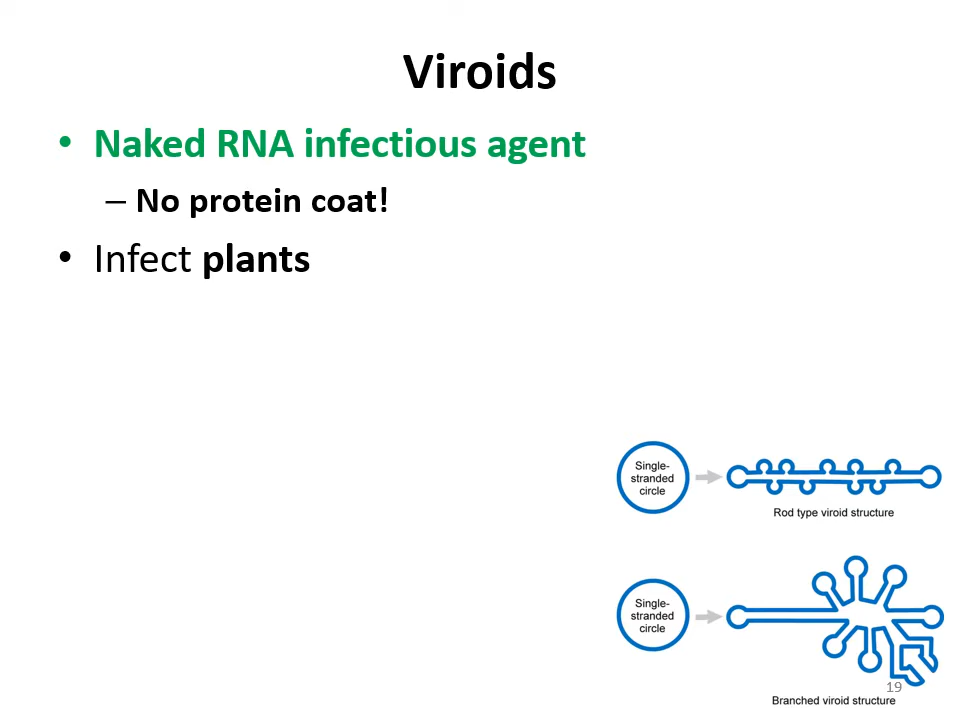 Viroids
• Naked RNA infectious agent
– No protein coat!
• Infect plants
Single-
stranded
circle
Rod type viroid structure
Single-
stranded
circle
Branched viroid structure
19